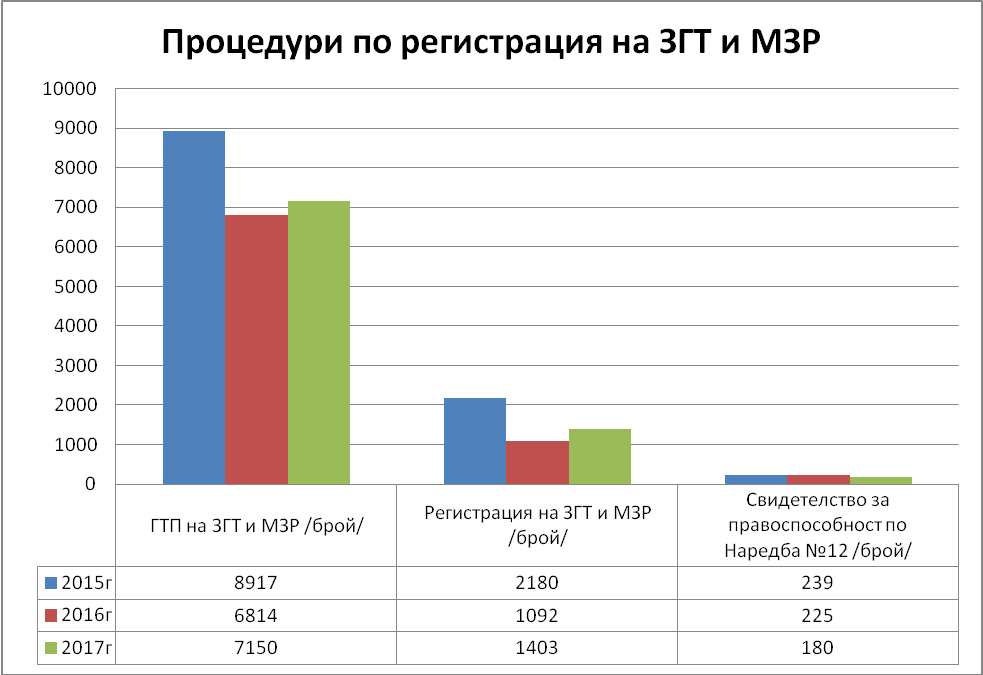 Процедури по регистрация на ЗГТ и МЗР
10000
9000
8000
7000
6000
5000
4000
3000
2000
1000
0
ГТП на ЗГТ и МЗР /брой/
Регистрация на ЗГТ и МЗР
/брой/
Свидетелство за
правоспособност по
Наредба №12 /брой/
2015г 8917 2180 239
2016г 6814 1092 225
2017г 7150 1403 180